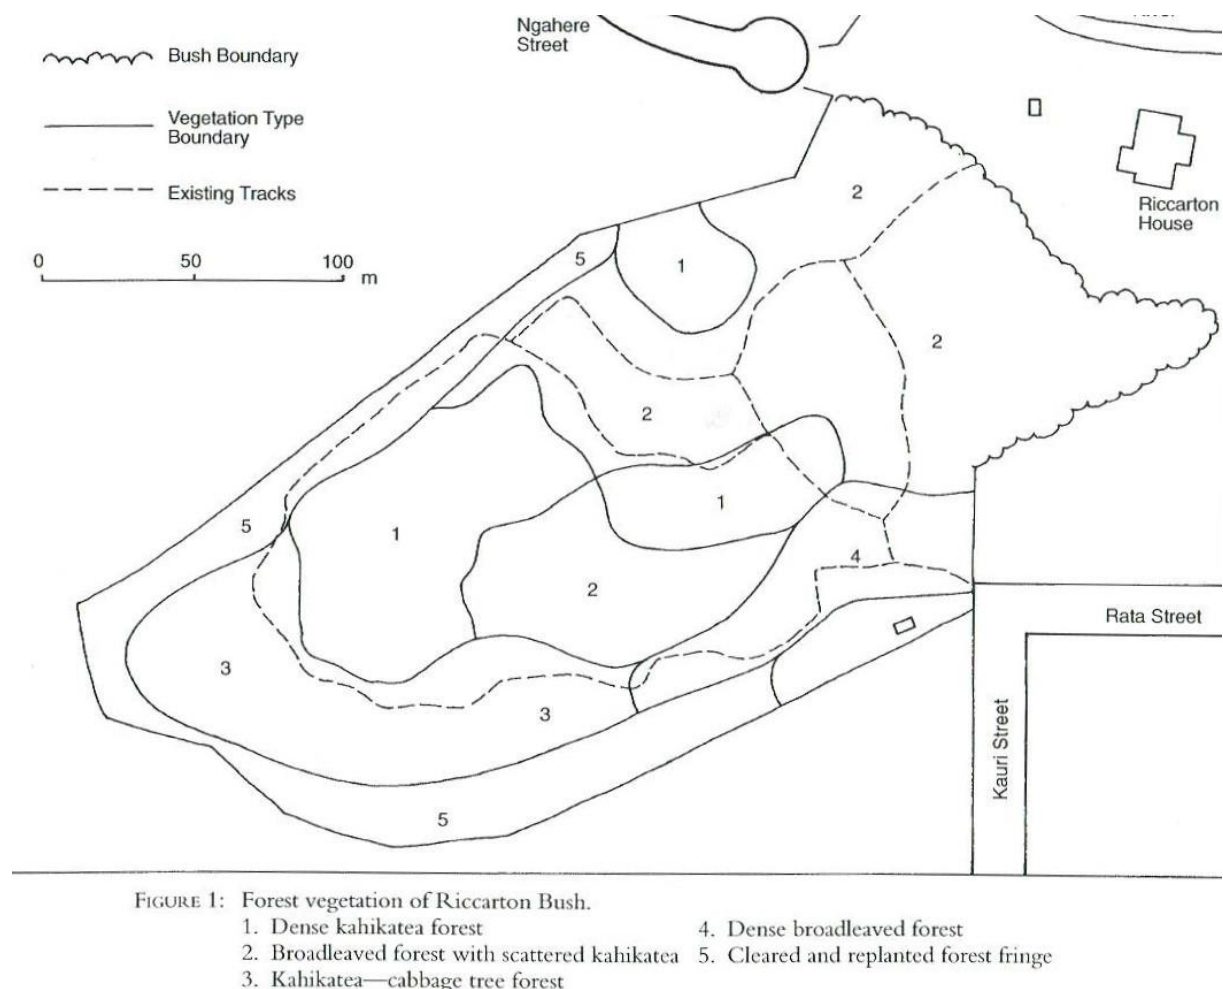 Ngahere
Street
Bush Boundary
Vegetation Type
Boundary
Existing Tracks
0 50 100 m
Riccarton
House
2
5
1
2
2
1
5
1
4
2
3
3
5
Rata Street
Kauri Street
FIGURE 1: Forest vegetation of Riccarton Bush.
1. Dense kahikatea forest
2. Broadleaved forest with scattered kahikatea
3. Kahikatea—cabbage tree forest
4. Dense broadleaved forest
5. Cleared and replanted forest fringe